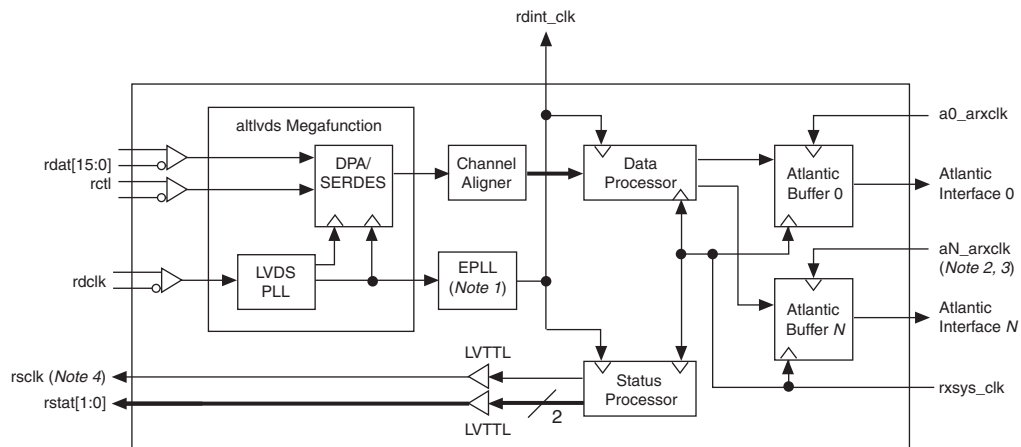 rdint_clk
altlvds Megafunction
a0_arxclk
rdat[15:0]
rctl
DPA/
SERDES
Channel
Aligner
Data
Processor
Atlantic
Buffer 0
Atlantic
Interface 0
rdclk
LVDS
PLL
EPLL
(Note 1)
aN_arxclk
(Note 2, 3)
Atlantic
Buffer N
Atlantic
Interface N
LVTTL
rsclk (Note 4)
rstat[1:0]
2
LVTTL
Status
Processor
rxsys_clk